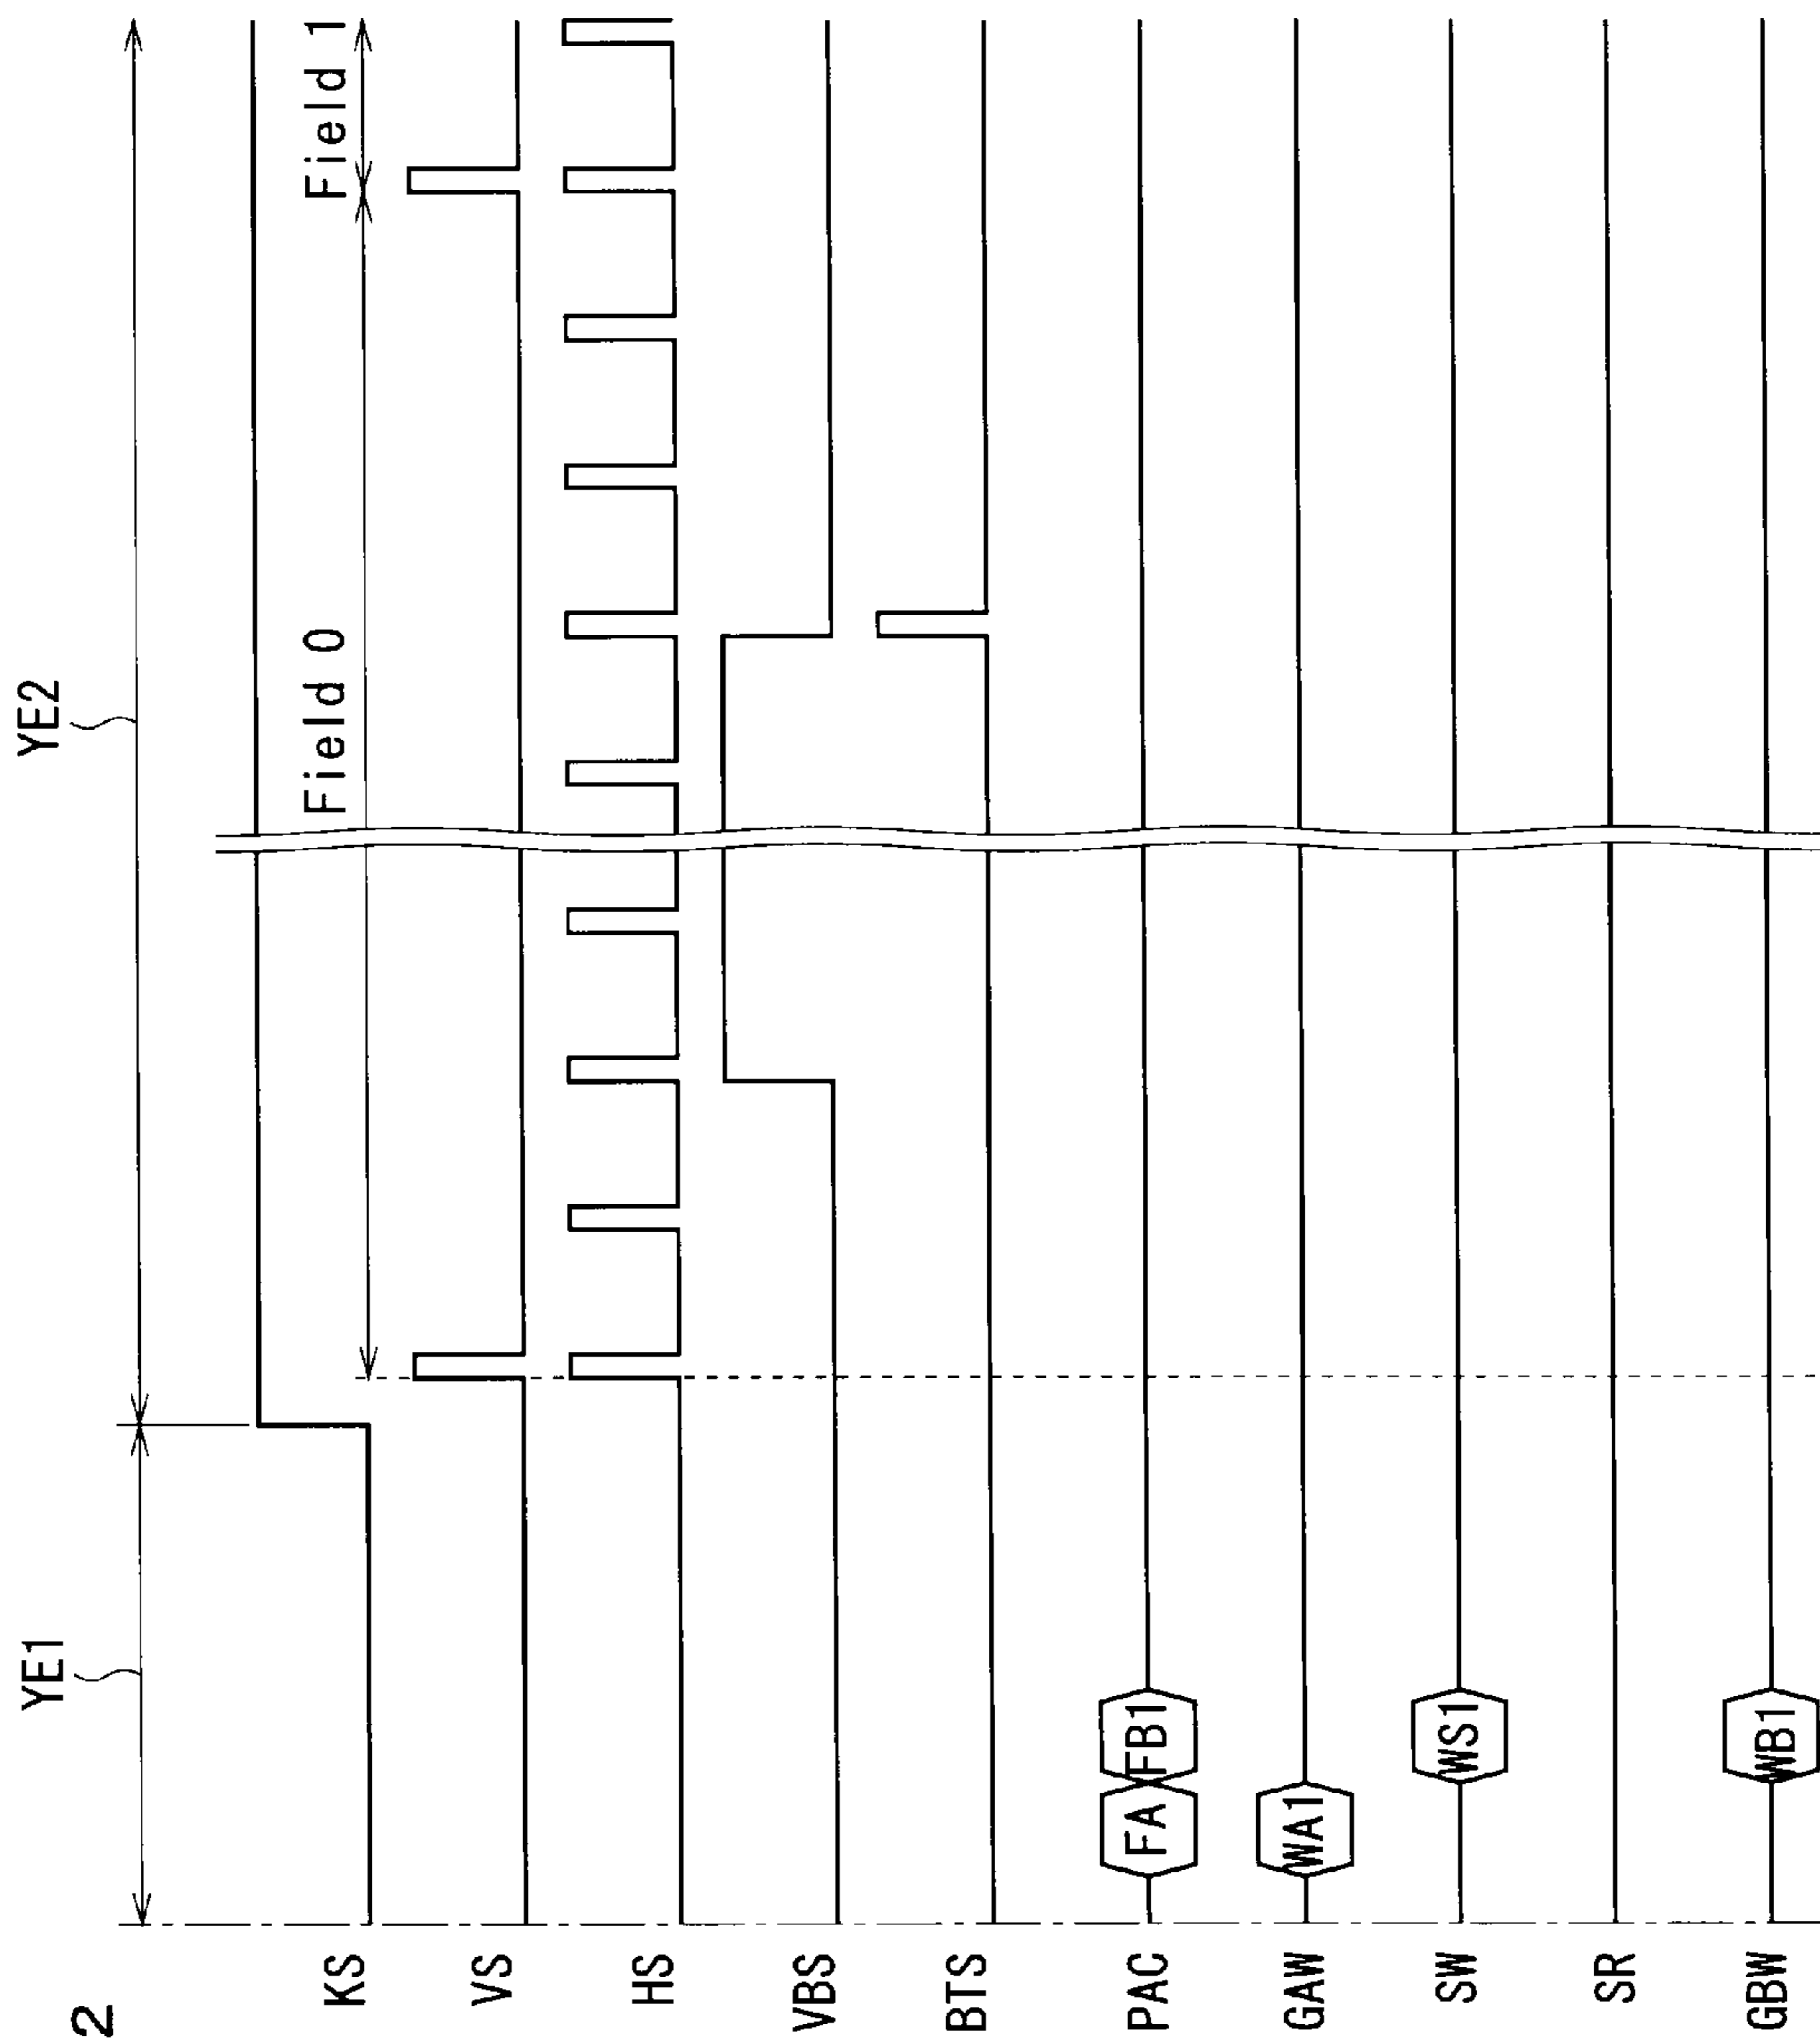 2
YE1
YE2
KS
Field 0
Field 1
VS
HS
VBS
BTS
PAC
FA
FB1
GAW
WA1
SW
WS1
SR
GBW
WB1